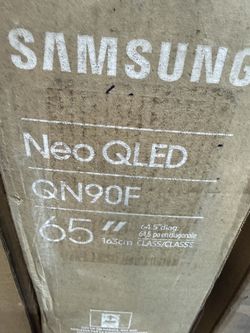 SAMSUNG
Neo QLED
QN90F
65" 64.5" diag.
64,5 po en diagonale
163cm CLASS/CLASSE